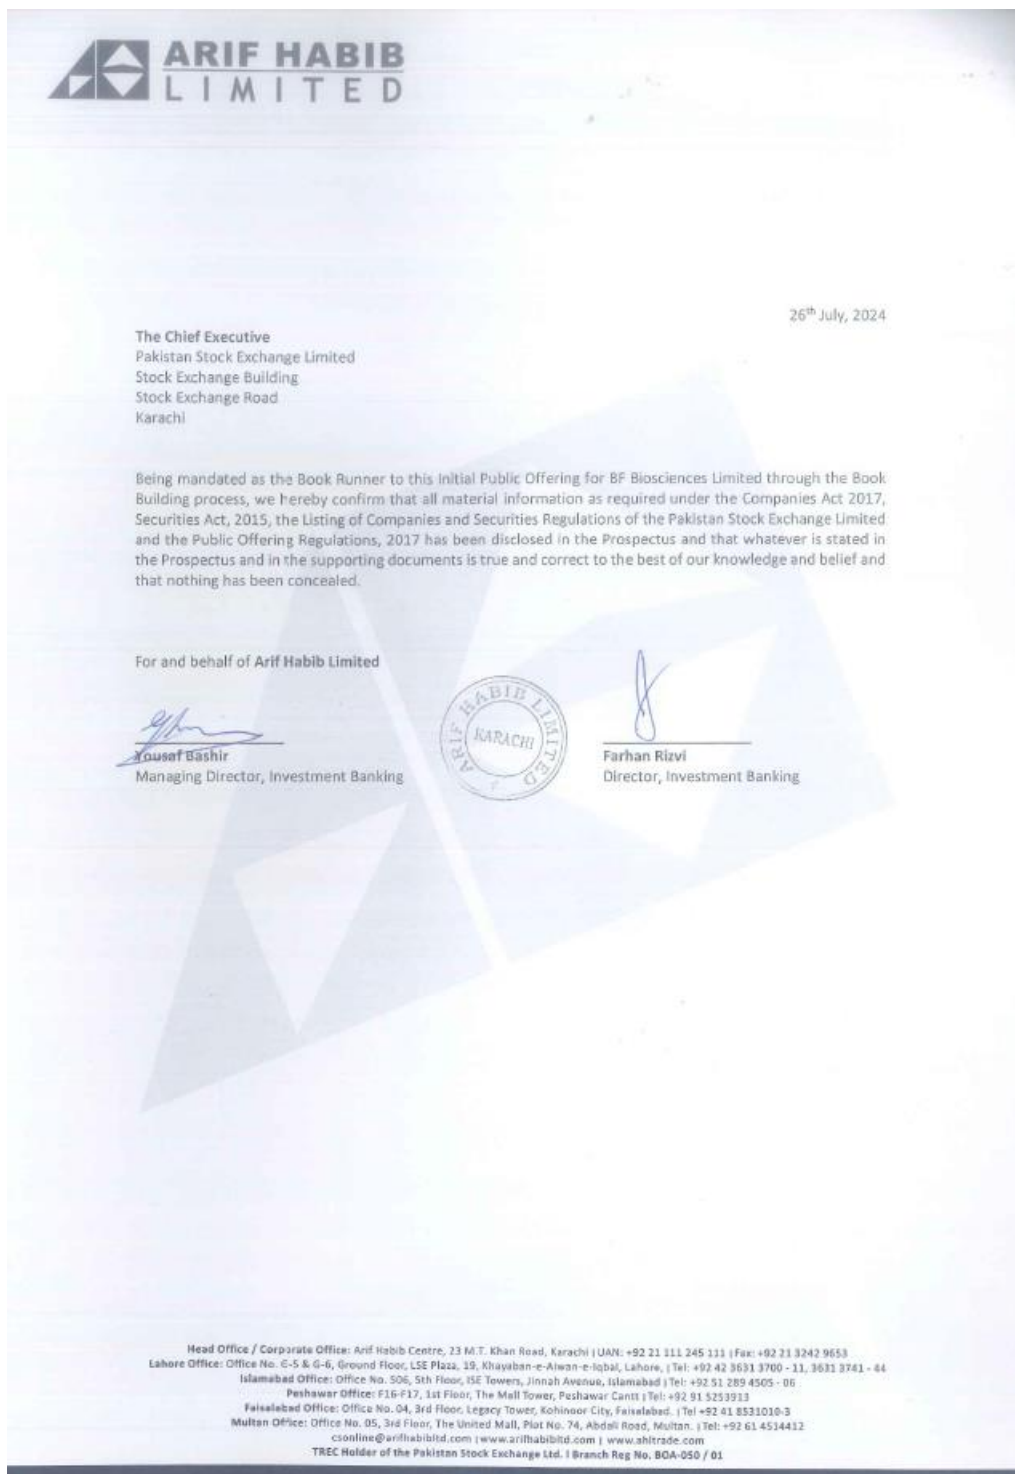 ARIF HABIB
LIMITED
26th July, 2024
The Chief Executive
Pakistan Stock Exchange Limited
Stock Exchange Building
Stock Exchange Road
Karachi
Being mandated as the Book Runner to this Initial Public Offering for BF Biosciences Limited through the Book
Building process, we hereby confirm that all material information as required under the Companies Act 2017,
Securities Act, 2015, the Listing of Companies and Securities Regulations of the Pakistan Stock Exchange Limited
and the Public Offering Regulations, 2017 has been disclosed in the Prospectus and that whatever is stated in
the Prospectus and in the supporting documents is true and correct to the best of our knowledge and belief and
that nothing has been concealed.
For and behalf of Arif Habib Limited
ARIF HABIB LIMITED
KARACHI
Yousaf Bashir
Managing Director, Investment Banking
Farhan Rizvi
Director, Investment Banking
Head Office / Corporate Office: Arif Habib Centre, 23 M.T. Khan Road, Karachi | UAN: +92 21 111 245 111 | Fax: +92 21 3242 9653
Lahore Office: Office No. G-5 & G-6, Ground Floor, LSE Plaza, 19, Khayaban-e-Aiwan-e-Iqbal, Lahore, | Tel: +92 42 3631 3700 - 11, 3631 3741 - 44
Islamabad Office: Office No. 506, 5th Floor, ISE Towers, Jinnah Avenue, Islamabad | Tel: +92 51 289 4505 - 06
Peshawar Office: F16-F17, 1st Floor, The Mall Tower, Peshawar Cantt | Tel: +92 91 5253913
Faisalabad Office: Office No. 04, 3rd Floor, Legacy Tower, Kohinoor City, Faisalabad. | Tel +92 41 8531010-3
Multan Office: Office No. 05, 3rd Floor, The United Mall, Plot No. 74, Abdali Road, Multan. | Tel: +92 61 4514412
csonline@arifhabibltd.com | www.arifhabibltd.com | www.ahltrade.com
TREC Holder of the Pakistan Stock Exchange Ltd. I Branch Reg No. BOA-050 / 01